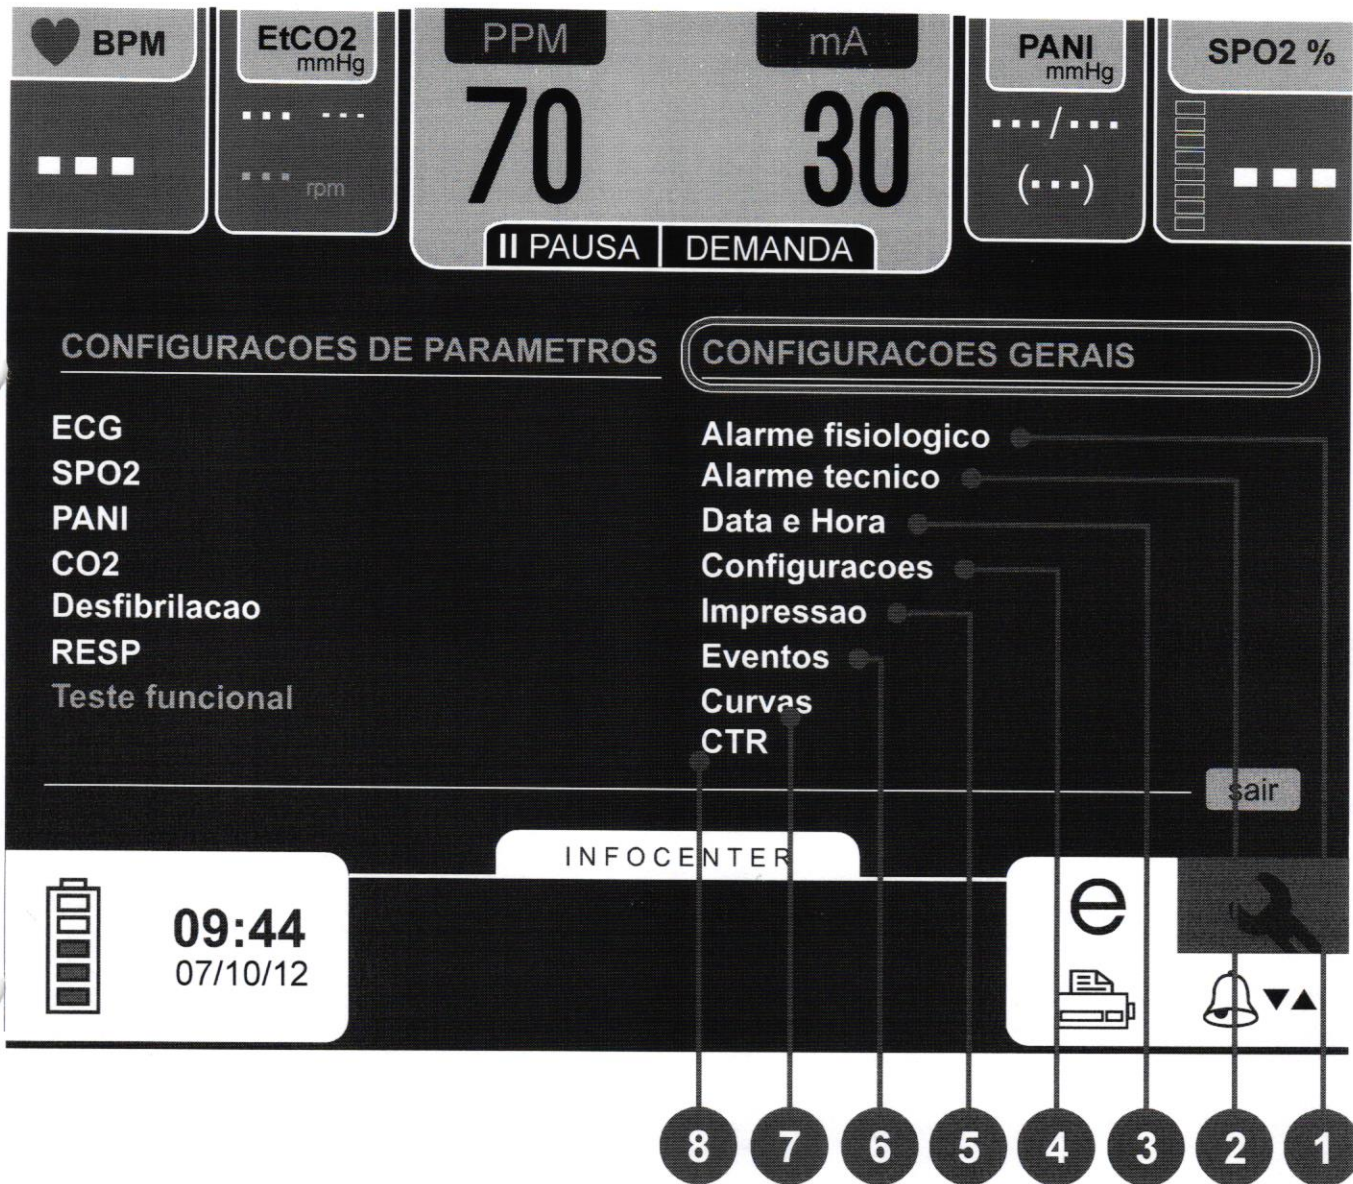 BPM
EtCO2
mmHg
--- ---
--- rpm
PPM
mA
70
30
II PAUSA
DEMANDA
PANI
mmHg
---/---
(---)
SPO2 %
---
---
CONFIGURACOES DE PARAMETROS
ECG
SPO2
PANI
CO2
Desfibrilacao
RESP
Teste funcional
CONFIGURACOES GERAIS
Alarme fisiologico
Alarme tecnico
Data e Hora
Configuracoes
Impressao
Eventos
Curvas
CTR
sair
INFOCENTER
09:44
07/10/12
e
8 7 6 5 4 3 2 1